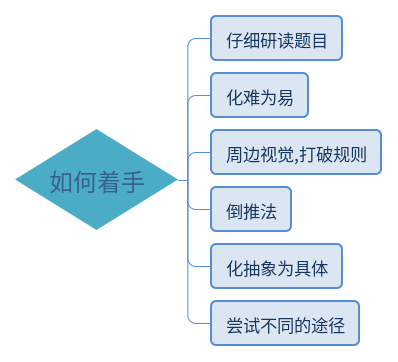 如何着手
仔细研读题目
化难为易
周边视觉,打破规则
倒推法
化抽象为具体
尝试不同的途径